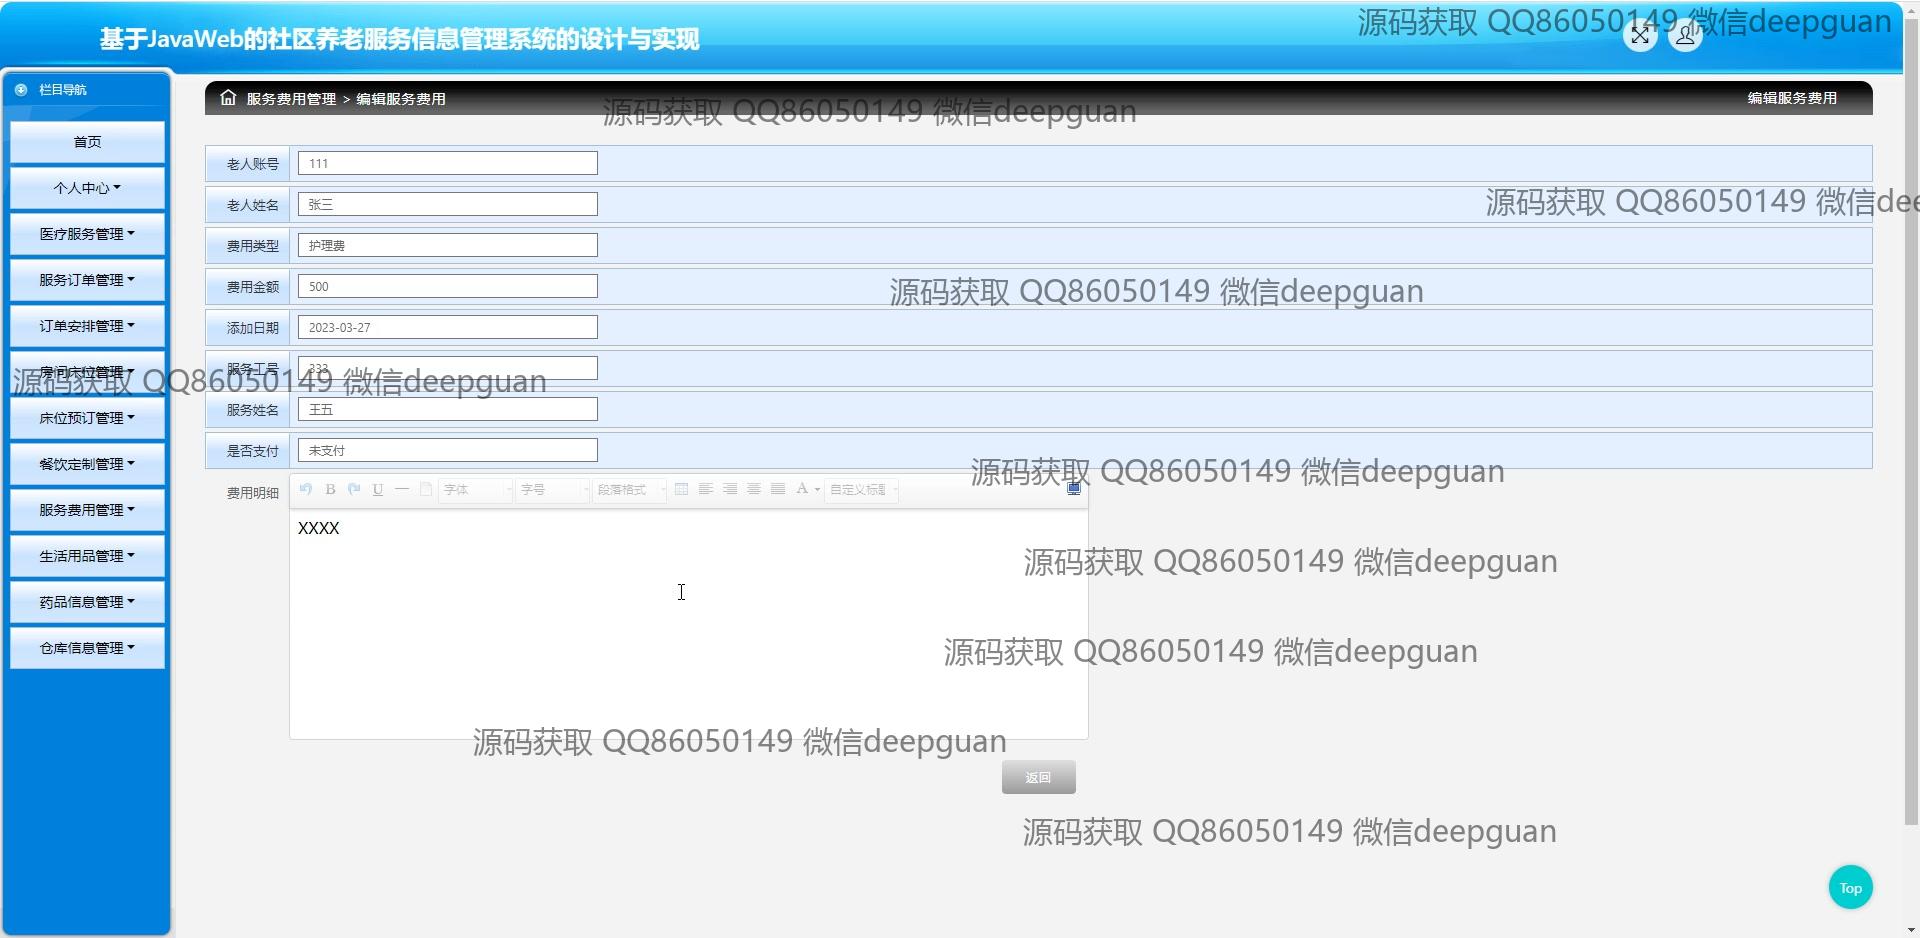 基于JavaWeb的社区养老服务信息管理系统的设计与实现
源码获取 QQ86050149 微信deepguan
栏目导航
首页
个人中心
医疗服务管理
服务订单管理
订单安排管理
房间床位管理
床位预订管理
餐饮定制管理
服务费用管理
生活用品管理
药品信息管理
仓库信息管理
服务费用管理 > 编辑服务费用
编辑服务费用
源码获取 QQ86050149 微信deepguan
老人账号 111
老人姓名 张三
源码获取 QQ86050149 微信dee
费用类型 护理费
费用金额 500
源码获取 QQ86050149 微信deepguan
添加日期 2023-03-27
服务工号 333
源码获取 QQ86050149 微信deepguan
服务姓名 王五
是否支付 未支付
源码获取 QQ86050149 微信deepguan
费用明细 B U 字体 字号 段落格式 A 自定义标题
XXXX
源码获取 QQ86050149 微信deepguan
源码获取 QQ86050149 微信deepguan
源码获取 QQ86050149 微信deepguan
返回
源码获取 QQ86050149 微信deepguan
Top